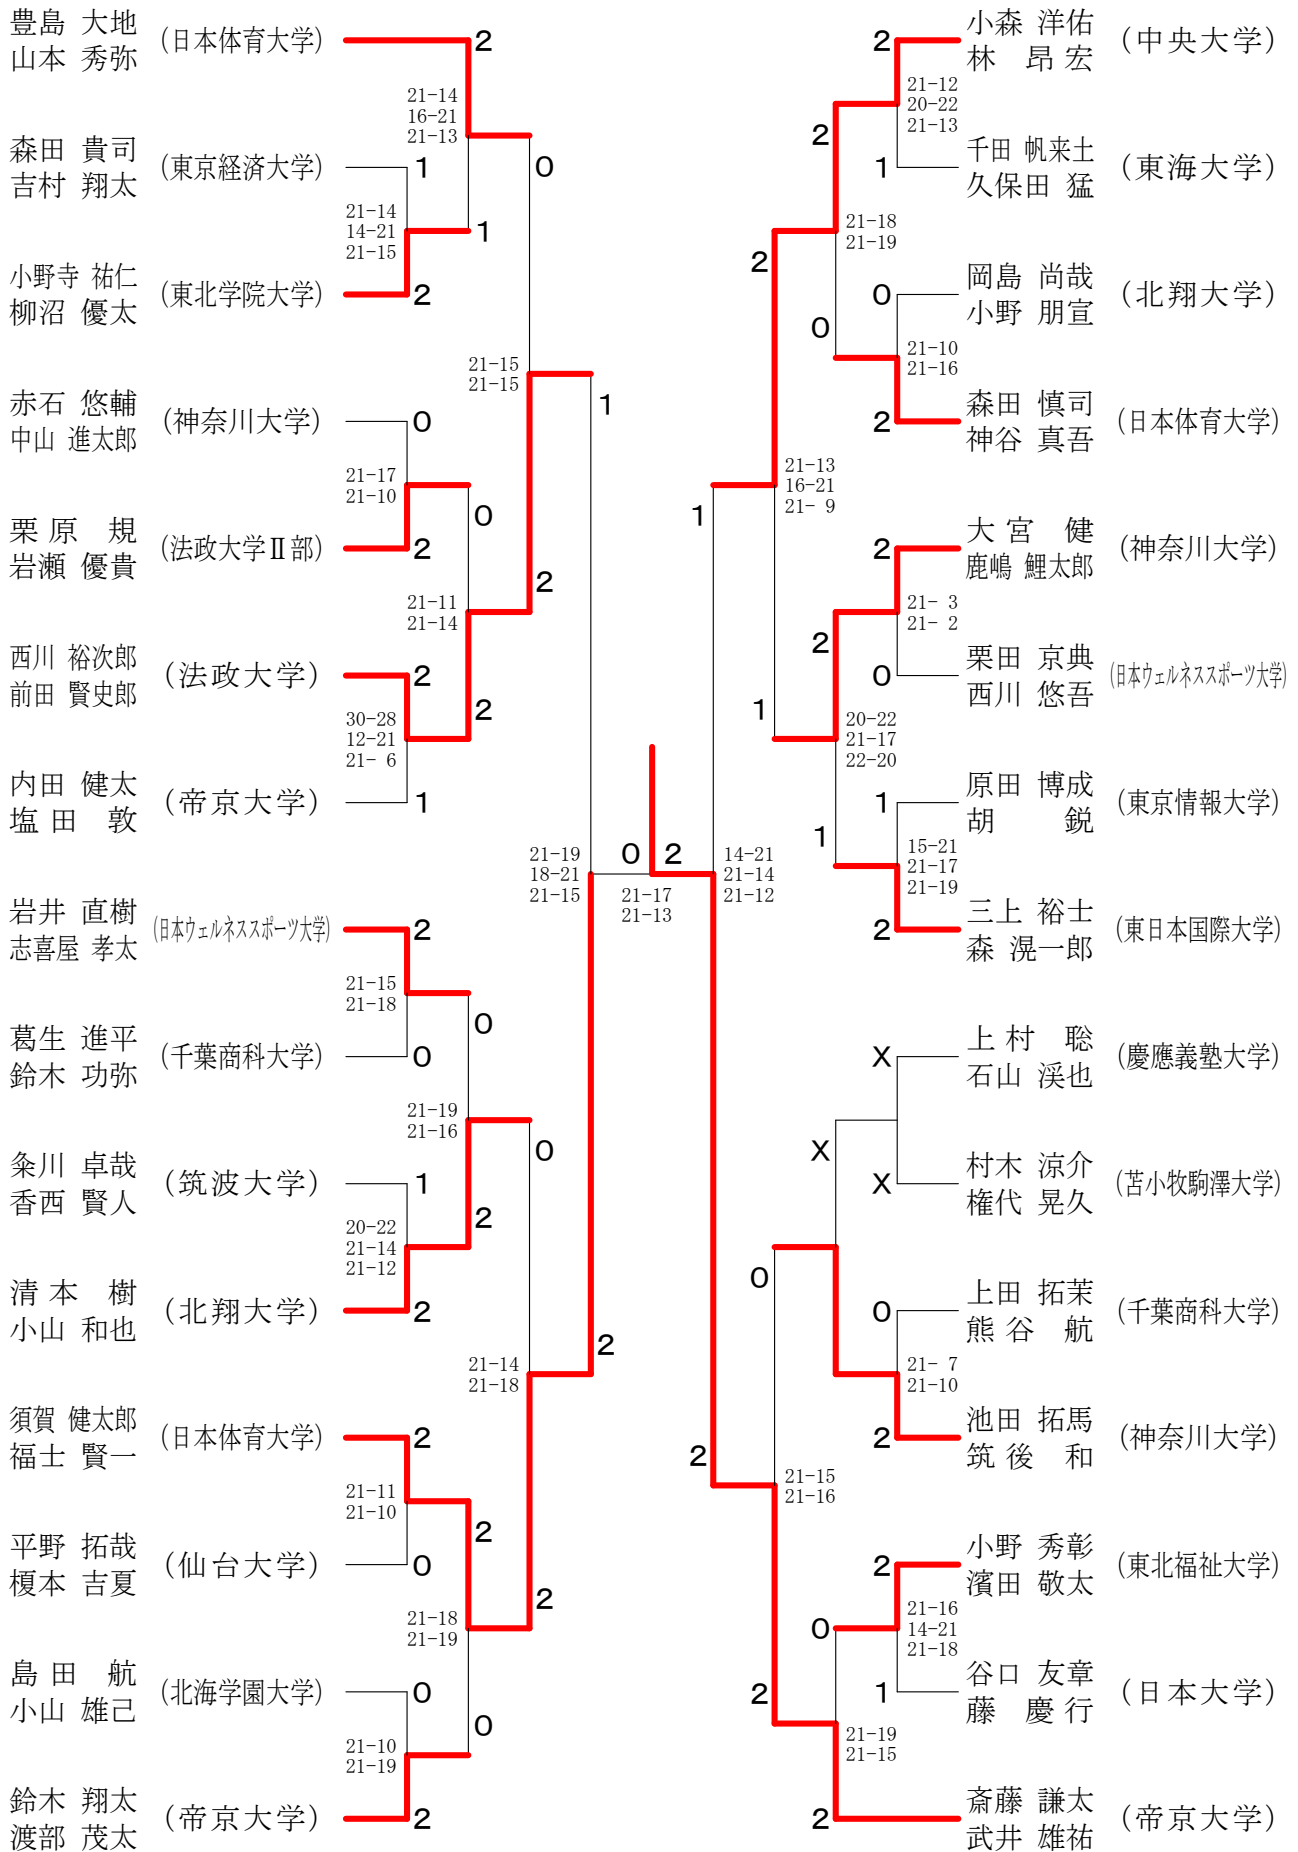 豊島 大地
山本 秀弥
(日本体育大学)
2
21-14
16-21
21-13
0
森田 貴司
吉村 翔太
(東京経済大学)
1
21-14
14-21
21-15
1
小野寺 祐仁
柳沼 優太
(東北学院大学)
2
21-15
21-15
1
赤石 悠輔
中山 進太郎
(神奈川大学)
0
21-17
21-10
0
栗原 規
岩瀬 優貴
(法政大学Ⅱ部)
2
21-11
21-14
2
西川 裕次郎
前田 賢史郎
(法政大学)
2
30-28
12-21
21- 6
2
内田 健太
塩田 敦
(帝京大学)
1
21-19
18-21
21-15
0
2
21-17
21-13
岩井 直樹
志喜屋 孝太
(日本ウェルネススポーツ大学)
2
21-15
21-18
0
葛生 進平
鈴木 功弥
(千葉商科大学)
0
21-19
21-16
0
粂川 卓哉
香西 賢人
(筑波大学)
1
20-22
21-14
21-12
2
清本 樹
小山 和也
(北翔大学)
2
21-14
21-18
2
須賀 健太郎
福士 賢一
(日本体育大学)
2
21-11
21-10
2
平野 拓哉
榎本 吉夏
(仙台大学)
0
21-18
21-19
2
島田 航
小山 雄己
(北海学園大学)
0
21-10
21-19
0
鈴木 翔太
渡部 茂太
(帝京大学)
2
2
小森 洋佑
林 昂宏
(中央大学)
21-12
20-22
21-13
2
1
千田 帆来土
久保田 猛
(東海大学)
21-18
21-19
2
0
岡島 尚哉
小野 朋宣
(北翔大学)
0
21-10
21-16
2
森田 慎司
神谷 真吾
(日本体育大学)
21-13
16-21
21- 9
1
2
大宮 健
鹿嶋 鯉太郎
(神奈川大学)
21- 3
21- 2
2
0
栗田 京典
西川 悠吾
(日本ウェルネススポーツ大学)
1
20-22
21-17
22-20
1
原田 博成
胡 鋭
(東京情報大学)
1
15-21
21-17
21-19
2
三上 裕士
森 滉一郎
(東日本国際大学)
14-21
21-14
21-12
X
上村 聡
石山 渓也
(慶應義塾大学)
X
X
村木 涼介
権代 晃久
(苫小牧駒澤大学)
0
0
上田 拓茉
熊谷 航
(千葉商科大学)
21- 7
21-10
2
池田 拓馬
筑後 和
(神奈川大学)
2
21-15
21-16
2
小野 秀彰
濱田 敬太
(東北福祉大学)
0
21-16
14-21
21-18
1
谷口 友章
藤 慶行
(日本大学)
2
21-19
21-15
2
斎藤 謙太
武井 雄祐
(帝京大学)